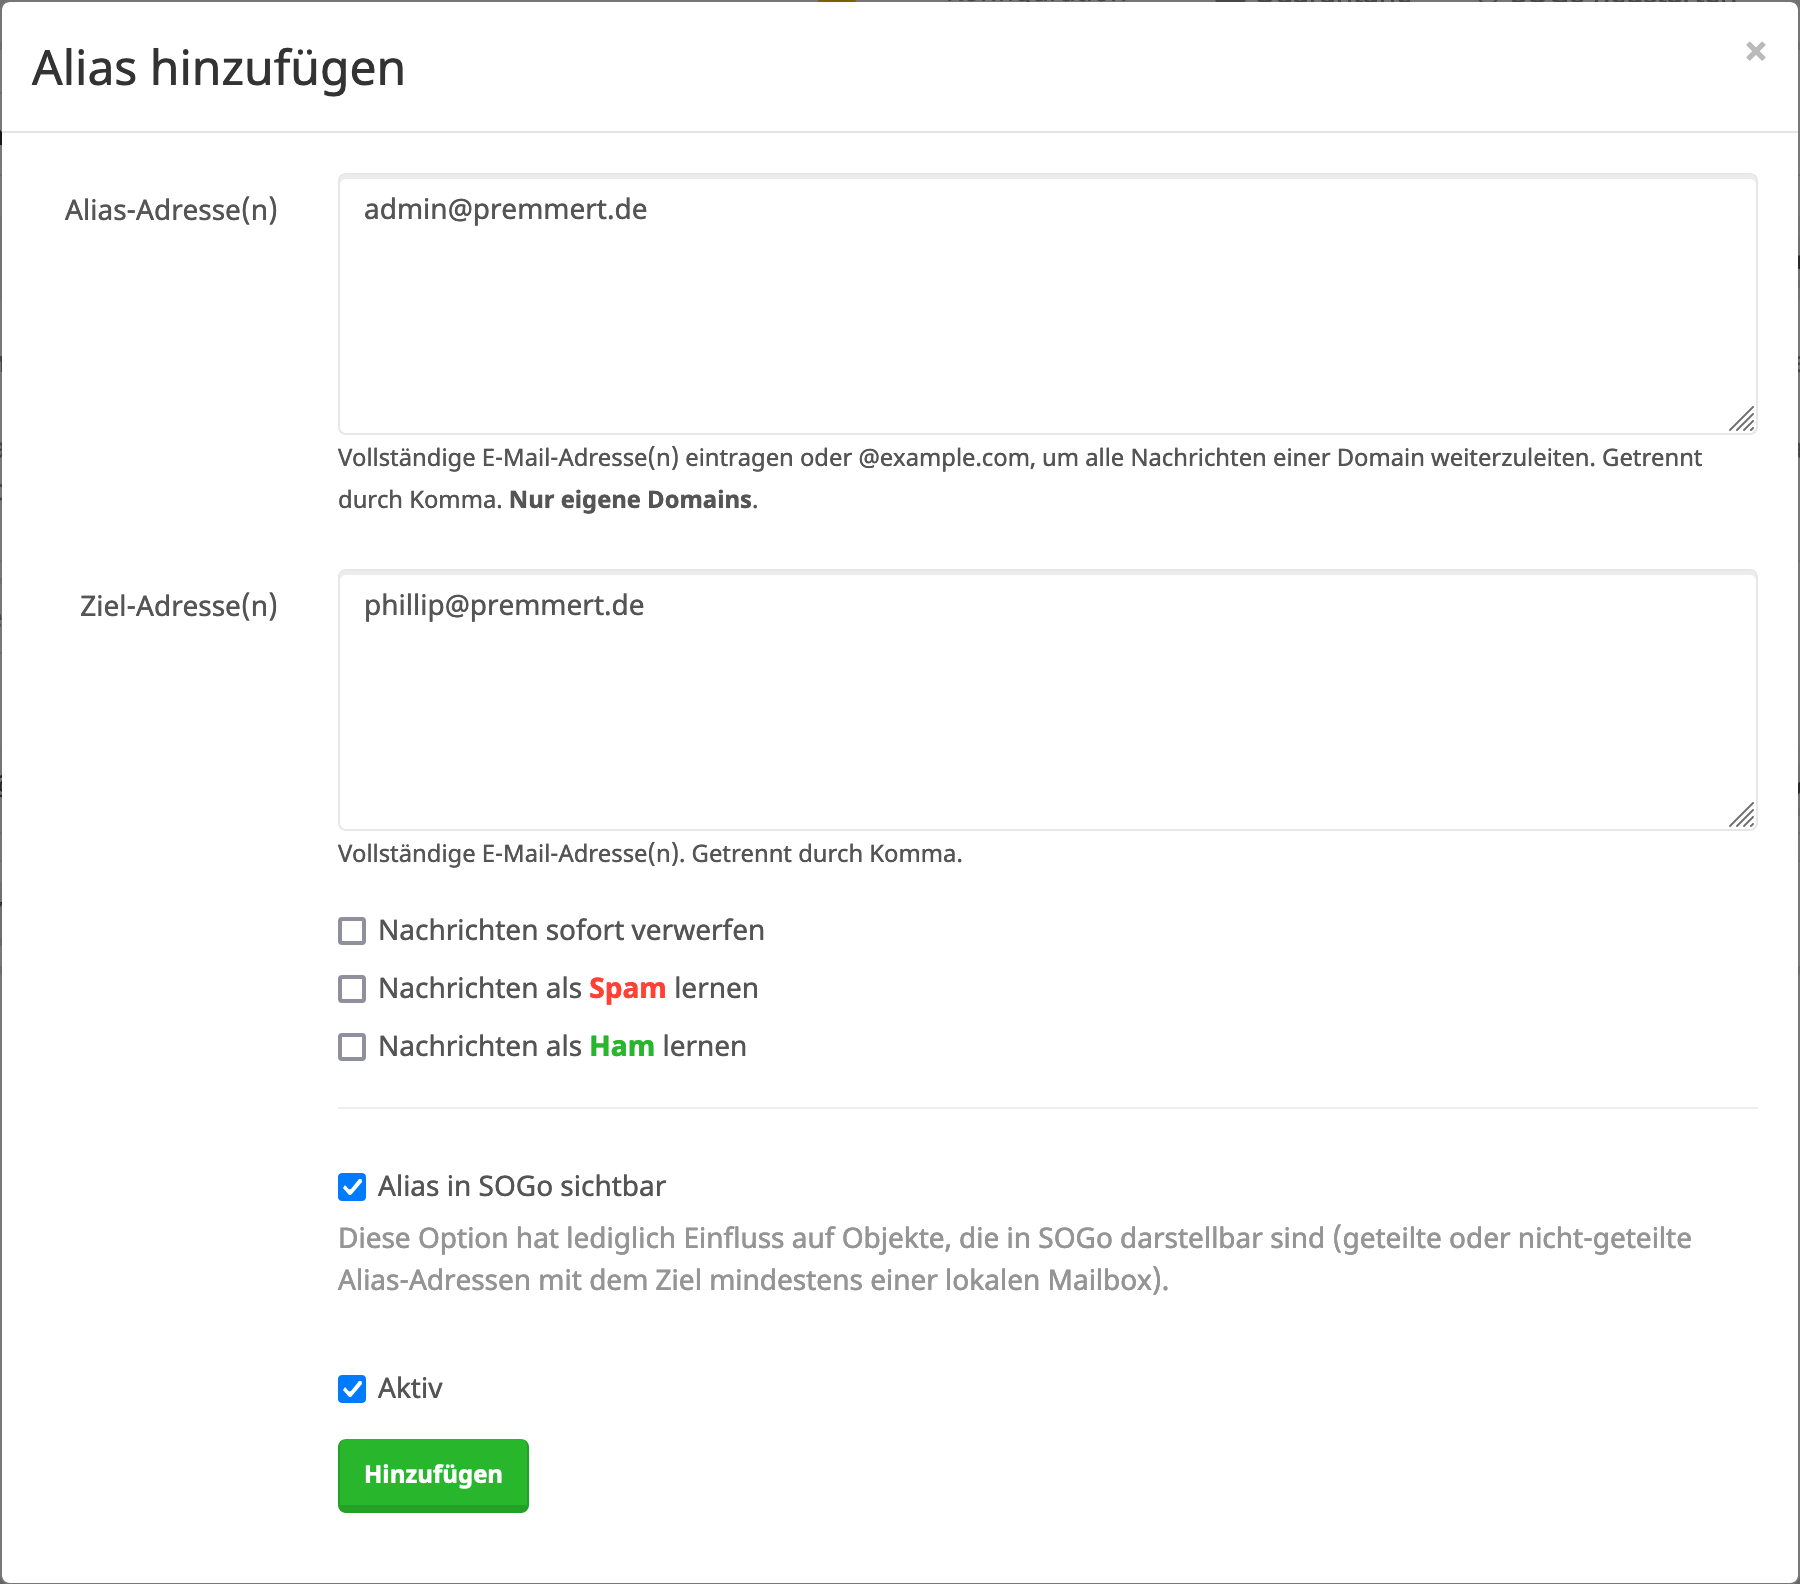 Alias hinzufügen
×
Alias-Adresse(n)
admin@premmert.de
Vollständige E-Mail-Adresse(n) eintragen oder @example.com, um alle Nachrichten einer Domain weiterzuleiten. Getrennt
durch Komma. Nur eigene Domains.
Ziel-Adresse(n)
phillip@premmert.de
Vollständige E-Mail-Adresse(n). Getrennt durch Komma.
Nachrichten sofort verwerfen
Nachrichten als Spam lernen
Nachrichten als Ham lernen
Alias in SOGo sichtbar
Diese Option hat lediglich Einfluss auf Objekte, die in SOGo darstellbar sind (geteilte oder nicht-geteilte
Alias-Adressen mit dem Ziel mindestens einer lokalen Mailbox).
Aktiv
Hinzufügen